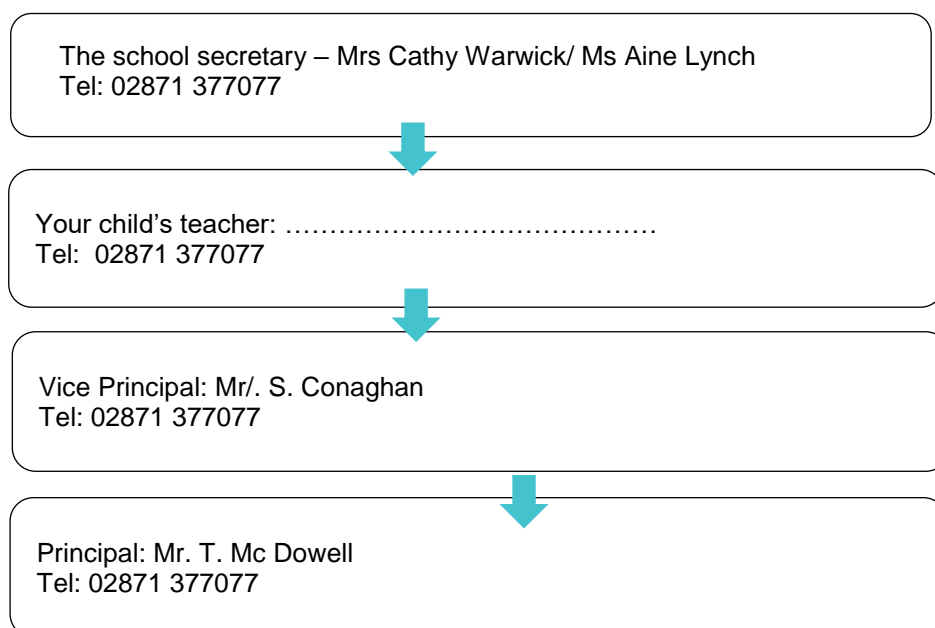 The school secretary – Mrs Cathy Warwick/ Ms Aine Lynch
Tel: 02871 377077
Your child’s teacher: ……………………………………
Tel:  02871 377077
Vice Principal: Mr/. S. Conaghan
Tel: 02871 377077
Principal: Mr. T. Mc Dowell
Tel: 02871 377077